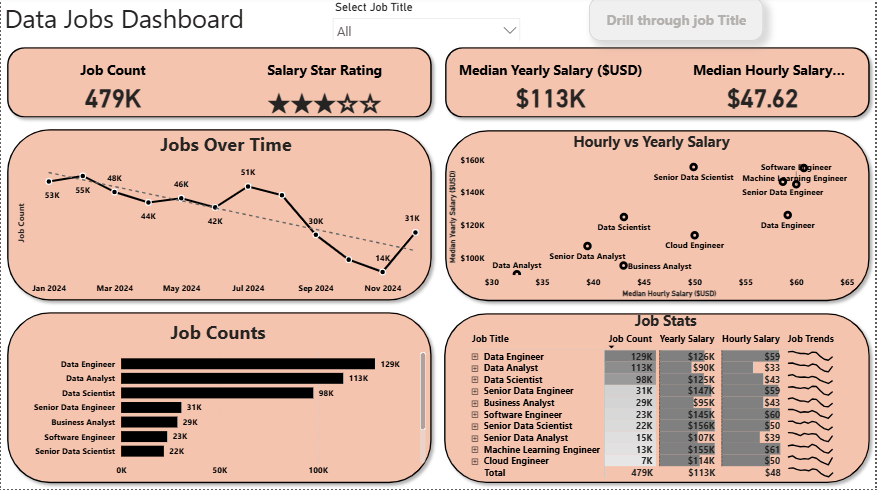 Data Jobs Dashboard
Select Job Title
All
Drill through job Title
Job Count
479K
Salary Star Rating
★★★☆☆
Median Yearly Salary ($USD)
$113K
Median Hourly Salary...
$47.62
Jobs Over Time
Job Count
53K
55K
48K
44K
46K
42K
51K
30K
14K
31K
Jan 2024 Mar 2024 May 2024 Jul 2024 Sep 2024 Nov 2024
Hourly vs Yearly Salary
Median Yearly Salary ($USD)
$160K
$140K
$120K
$100K
Software Engineer
Senior Data Scientist
Machine Learning Engineer
Senior Data Engineer
Data Scientist
Data Engineer
Cloud Engineer
Senior Data Analyst
Data Analyst
Business Analyst
$30 $35 $40 $45 $50 $55 $60 $65
Median Hourly Salary ($USD)
Job Counts
Data Engineer 129K
Data Analyst 113K
Data Scientist 98K
Senior Data Engineer 31K
Business Analyst 29K
Software Engineer 23K
Senior Data Scientist 22K
0K 50K 100K
Job Stats
Job Title Job Count Yearly Salary Hourly Salary Job Trends
Data Engineer 129K $126K $59
Data Analyst 113K $90K $33
Data Scientist 98K $125K $43
Senior Data Engineer 31K $147K $59
Business Analyst 29K $95K $43
Software Engineer 23K $145K $60
Senior Data Scientist 22K $156K $50
Senior Data Analyst 15K $107K $39
Machine Learning Engineer 13K $155K $61
Cloud Engineer 7K $114K $50
Total 479K $113K $48